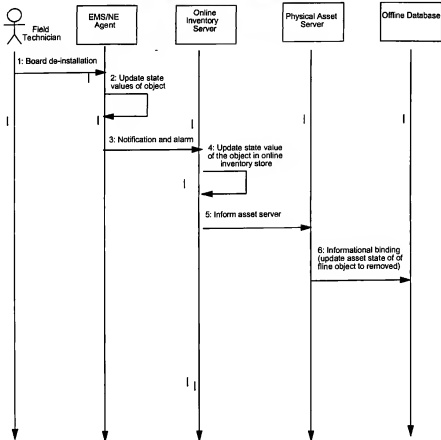 Field
Technician
EMS/NE
Agent
Online
Inventory
Server
Physical Asset
Server
Offline Database
1: Board de-installation
2: Update state
values of object
3: Notification and alarm
4: Update state value
of the object in online
inventory store
5: Inform asset server
6: Informational binding
(update asset state of of
fline object to removed)